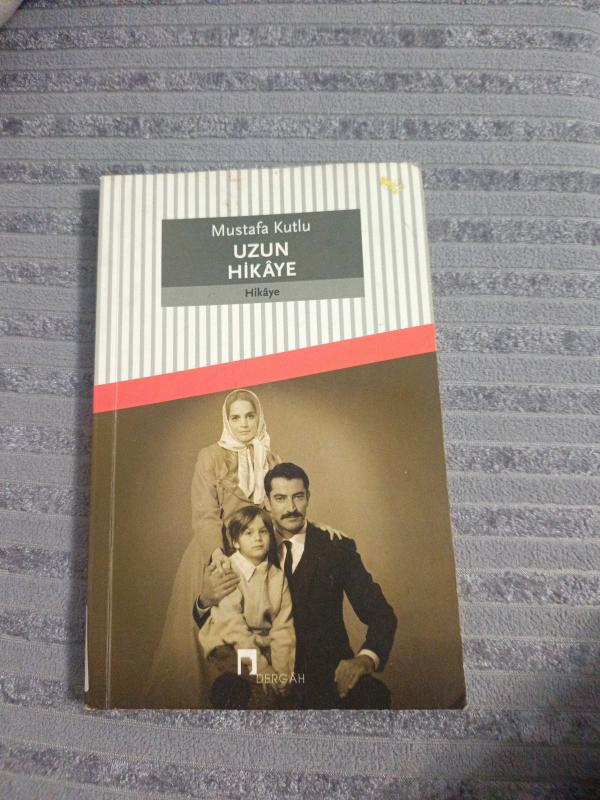 Mustafa Kutlu
UZUN
HİKÂYE
Hikâye
DERGÂH